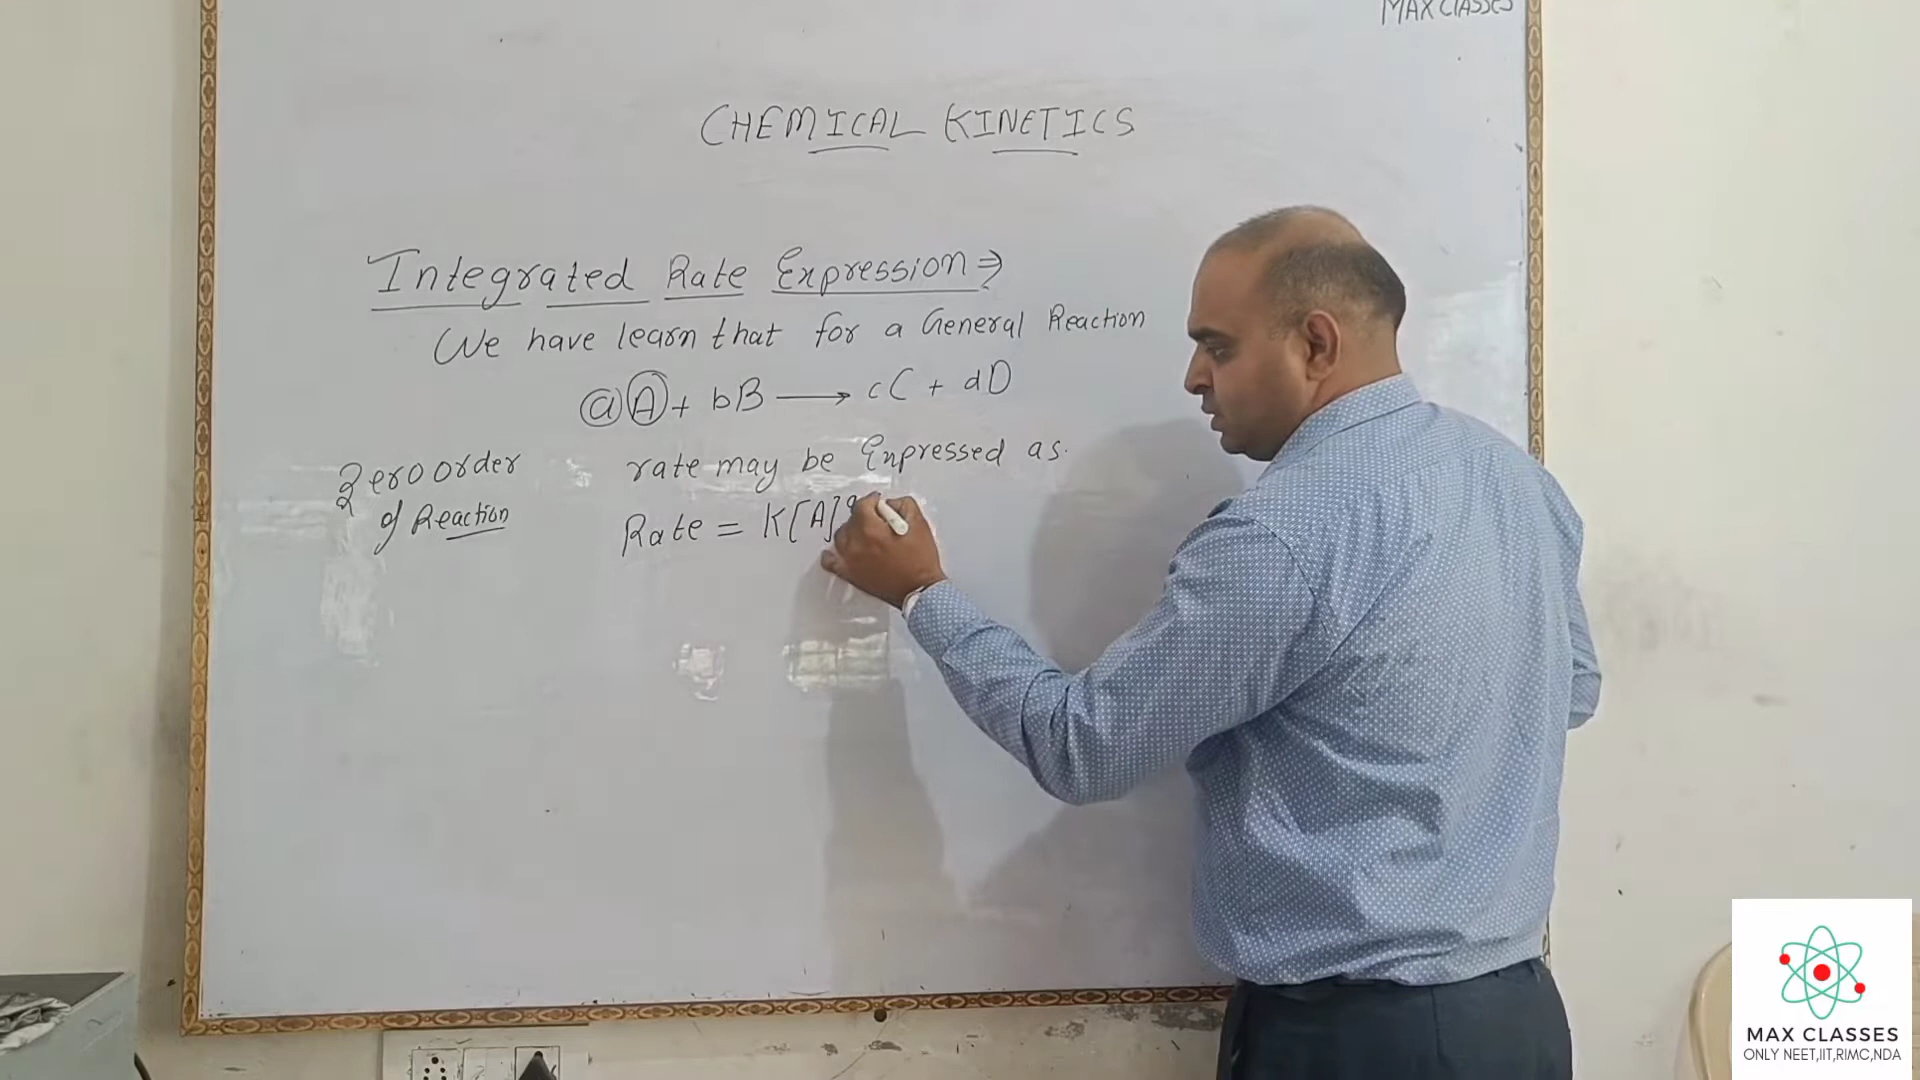 MAX CLASSES
CHEMICAL KINETICS
Integrated Rate Expression ⇒
We have learn that for a General Reaction
aA + bB → cC + dD
Zero order
of Reaction
rate may be Expressed as.
Rate = K[A]
MAX CLASSES
ONLY NEET,IIT,RIMC,NDA